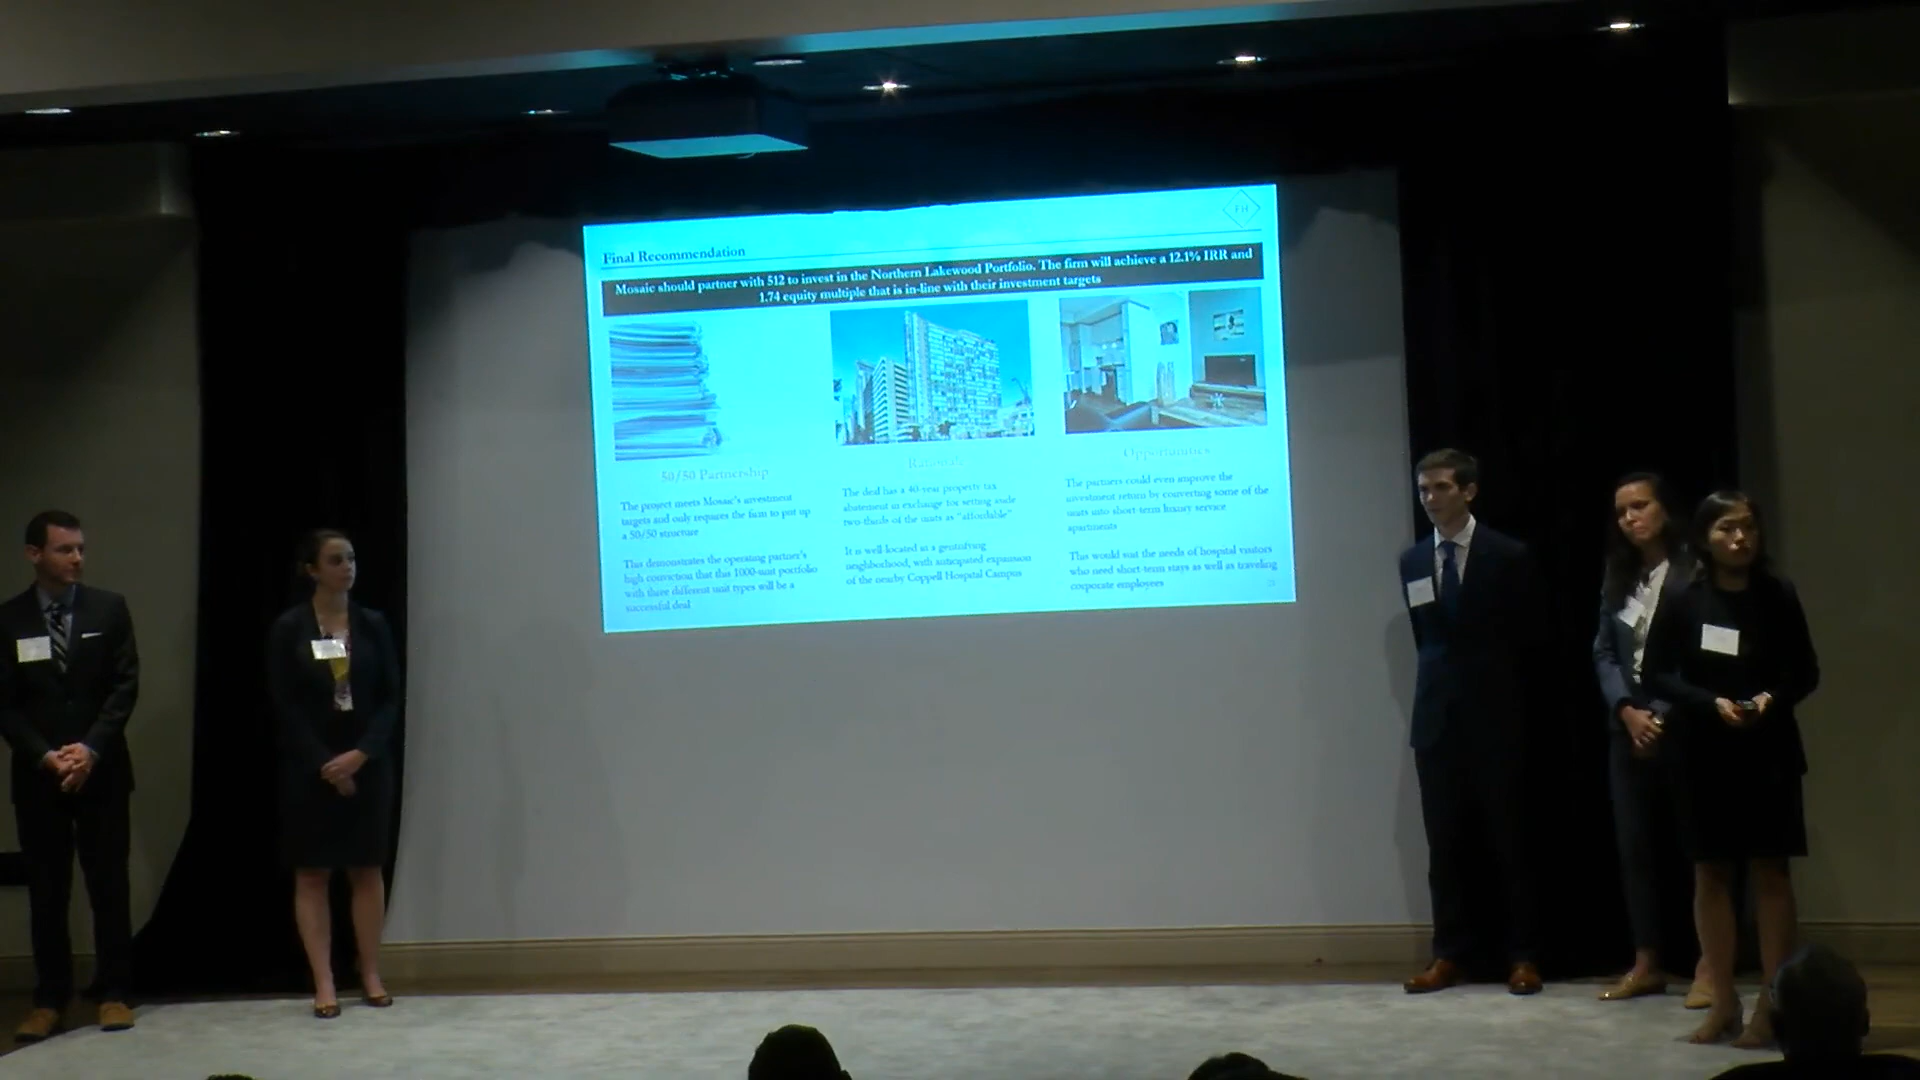 FH
Final Recommendation
Mosaic should partner with 512 to invest in the Northern Lakewood Portfolio. The firm will achieve a 12.1% IRR and
1.74 equity multiple that is in-line with their investment targets
50/50 Partnership
The project meets Mosaic's investment
targets and only requires the firm to put up
a 50/50 structure
This demonstrates the operating partner's
high conviction that this 1000-unit portfolio
with three different unit types will be a
successful deal
Rationale
The deal has a 40-year property tax
abatement in exchange for setting aside
two-thirds of the units as "affordable"
It is well located in a gentrifying
neighborhood, with anticipated expansion
of the nearby Coppell Hospital Campus
Opportunities
The partners could even improve the
investment return by converting some of the
units into short-term luxury service
apartments
This would suit the needs of hospital visitors
who need short-term stays as well as traveling
corporate employees